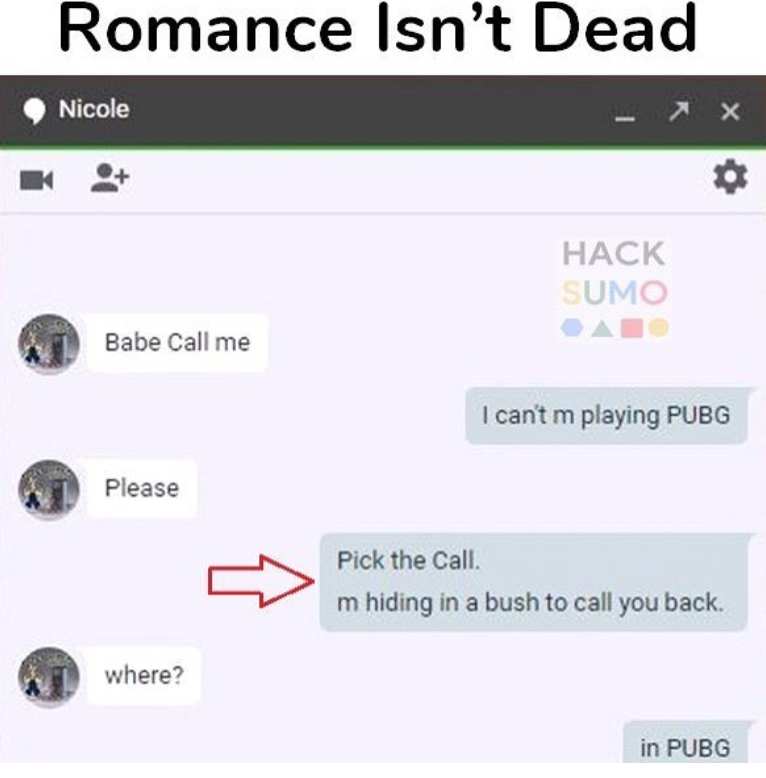 Romance Isn't Dead
Nicole
HACK
SUMO
Babe Call me
I can't m playing PUBG
Please
Pick the Call.
m hiding in a bush to call you back.
where?
in PUBG